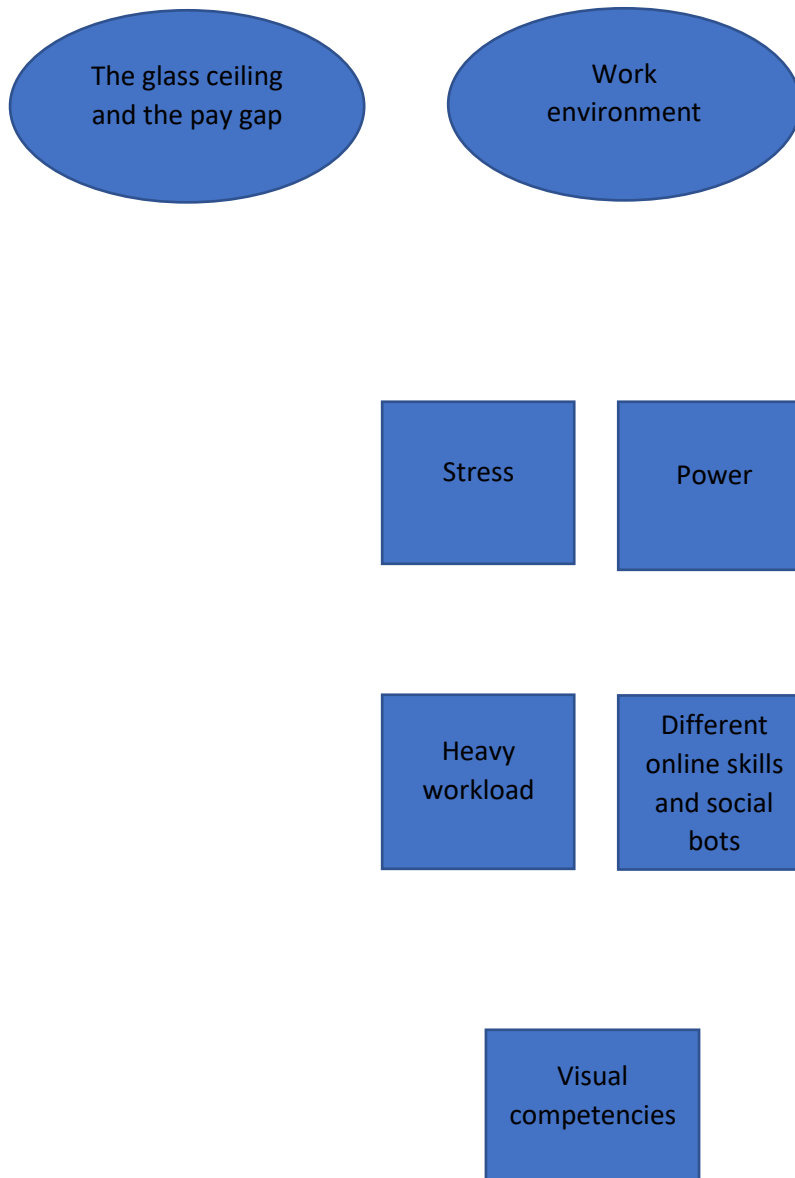 The glass ceiling
and the pay gap
Work
environment
Stress
Power
Heavy
workload
Different
online skills
and social
bots
Visual
competencies